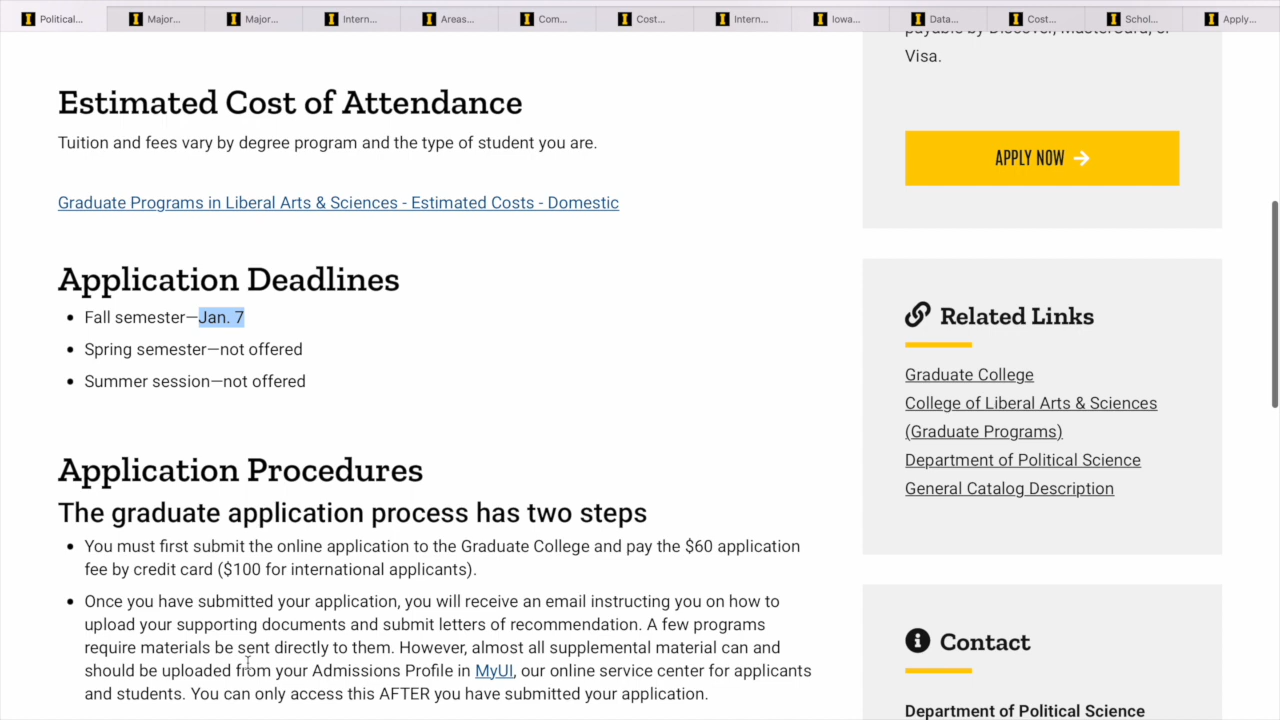 Political... Major... Major... Intern... Areas... Com... Cost... Intern... Iowa... Data... Cost... Schol... Apply...
Estimated Cost of Attendance
Tuition and fees vary by degree program and the type of student you are.
Graduate Programs in Liberal Arts & Sciences - Estimated Costs - Domestic
Application Deadlines
• Fall semester—Jan. 7
• Spring semester—not offered
• Summer session—not offered
Application Procedures
The graduate application process has two steps
• You must first submit the online application to the Graduate College and pay the $60 application
fee by credit card ($100 for international applicants).
• Once you have submitted your application, you will receive an email instructing you on how to
upload your supporting documents and submit letters of recommendation. A few programs
require materials be sent directly to them. However, almost all supplemental material can and
should be uploaded from your Admissions Profile in MyUI, our online service center for applicants
and students. You can only access this AFTER you have submitted your application.
payable by Discover, MasterCard, or
Visa.
APPLY NOW →
Related Links
Graduate College
College of Liberal Arts & Sciences
(Graduate Programs)
Department of Political Science
General Catalog Description
Contact
Department of Political Science